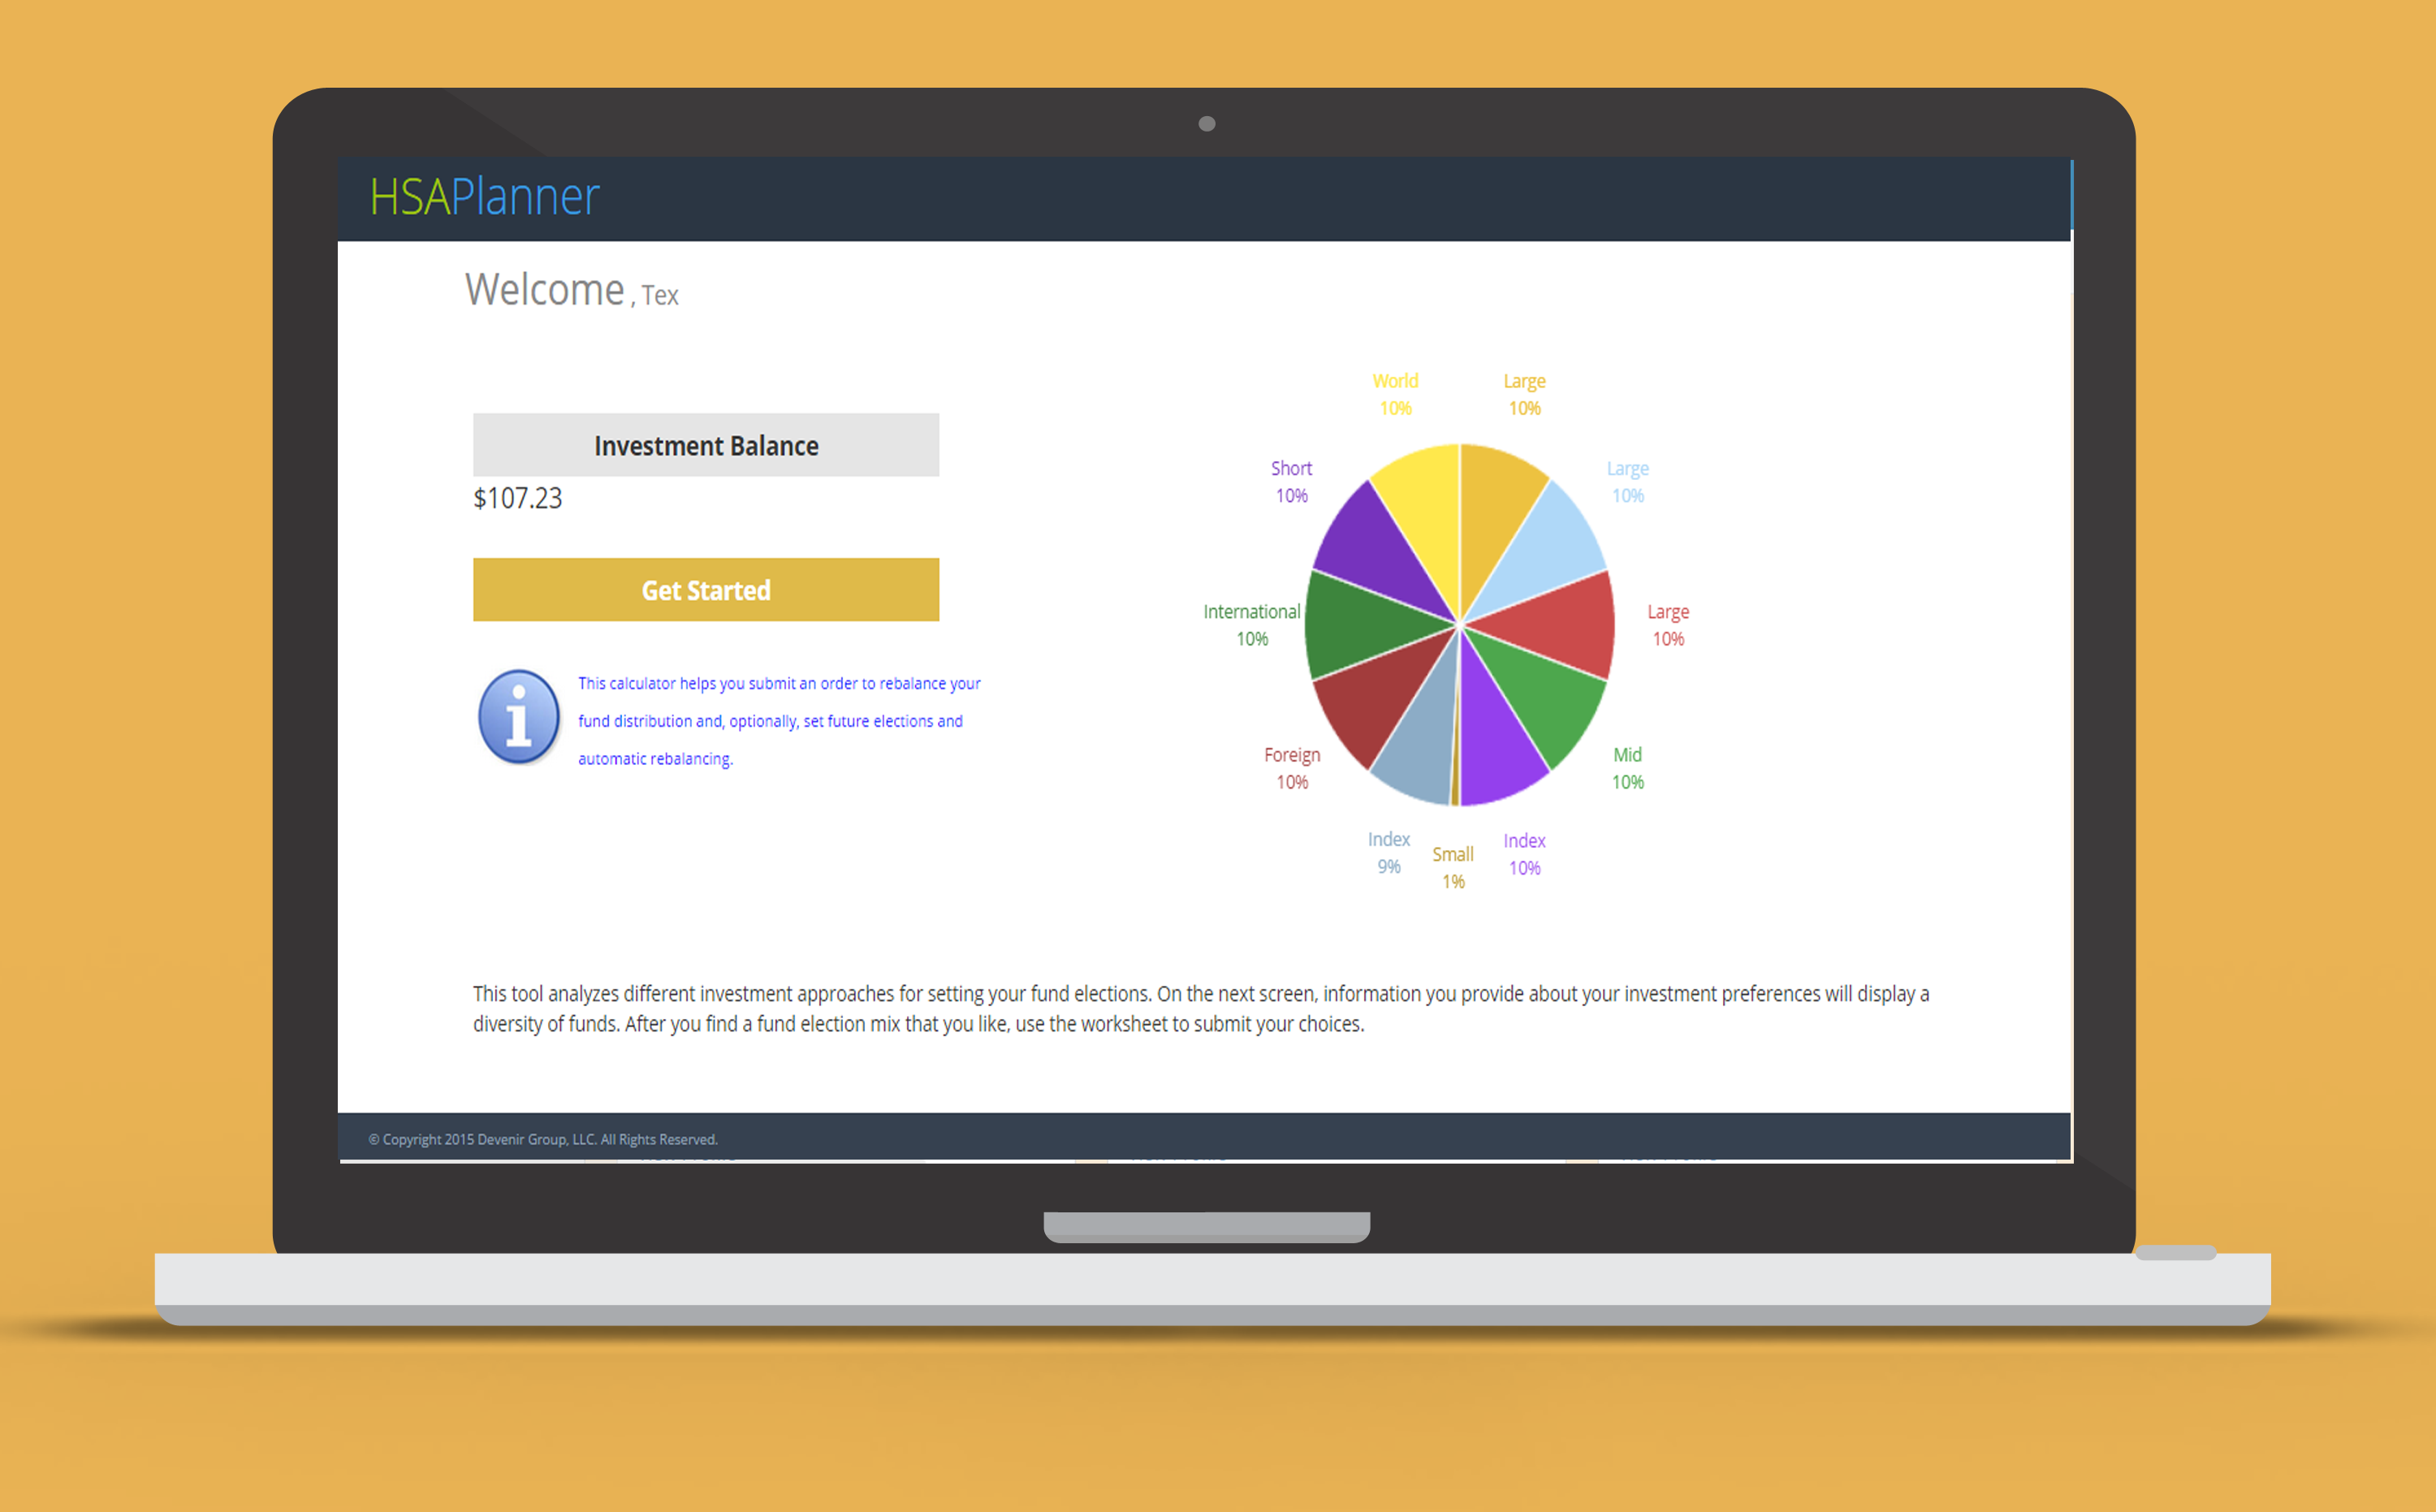 HSAPlanner
Welcome , Tex
Investment Balance
$107.23
Get Started
This calculator helps you submit an order to rebalance your
fund distribution and, optionally, set future elections and
automatic rebalancing.
World
10%
Large
10%
Short
10%
Large
10%
International
10%
Large
10%
Foreign
10%
Mid
10%
Index
9%
Small
1%
Index
10%
This tool analyzes different investment approaches for setting your fund elections. On the next screen, information you provide about your investment preferences will display a
diversity of funds. After you find a fund election mix that you like, use the worksheet to submit your choices.
© Copyright 2015 Devenir Group, LLC. All Rights Reserved.